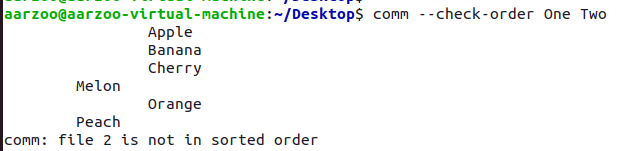 aarzoo@aarzoo-virtual-machine:~/Desktop$ comm --check-order One Two
Apple
Banana
Cherry
Melon
Orange
Peach
comm: file 2 is not in sorted order